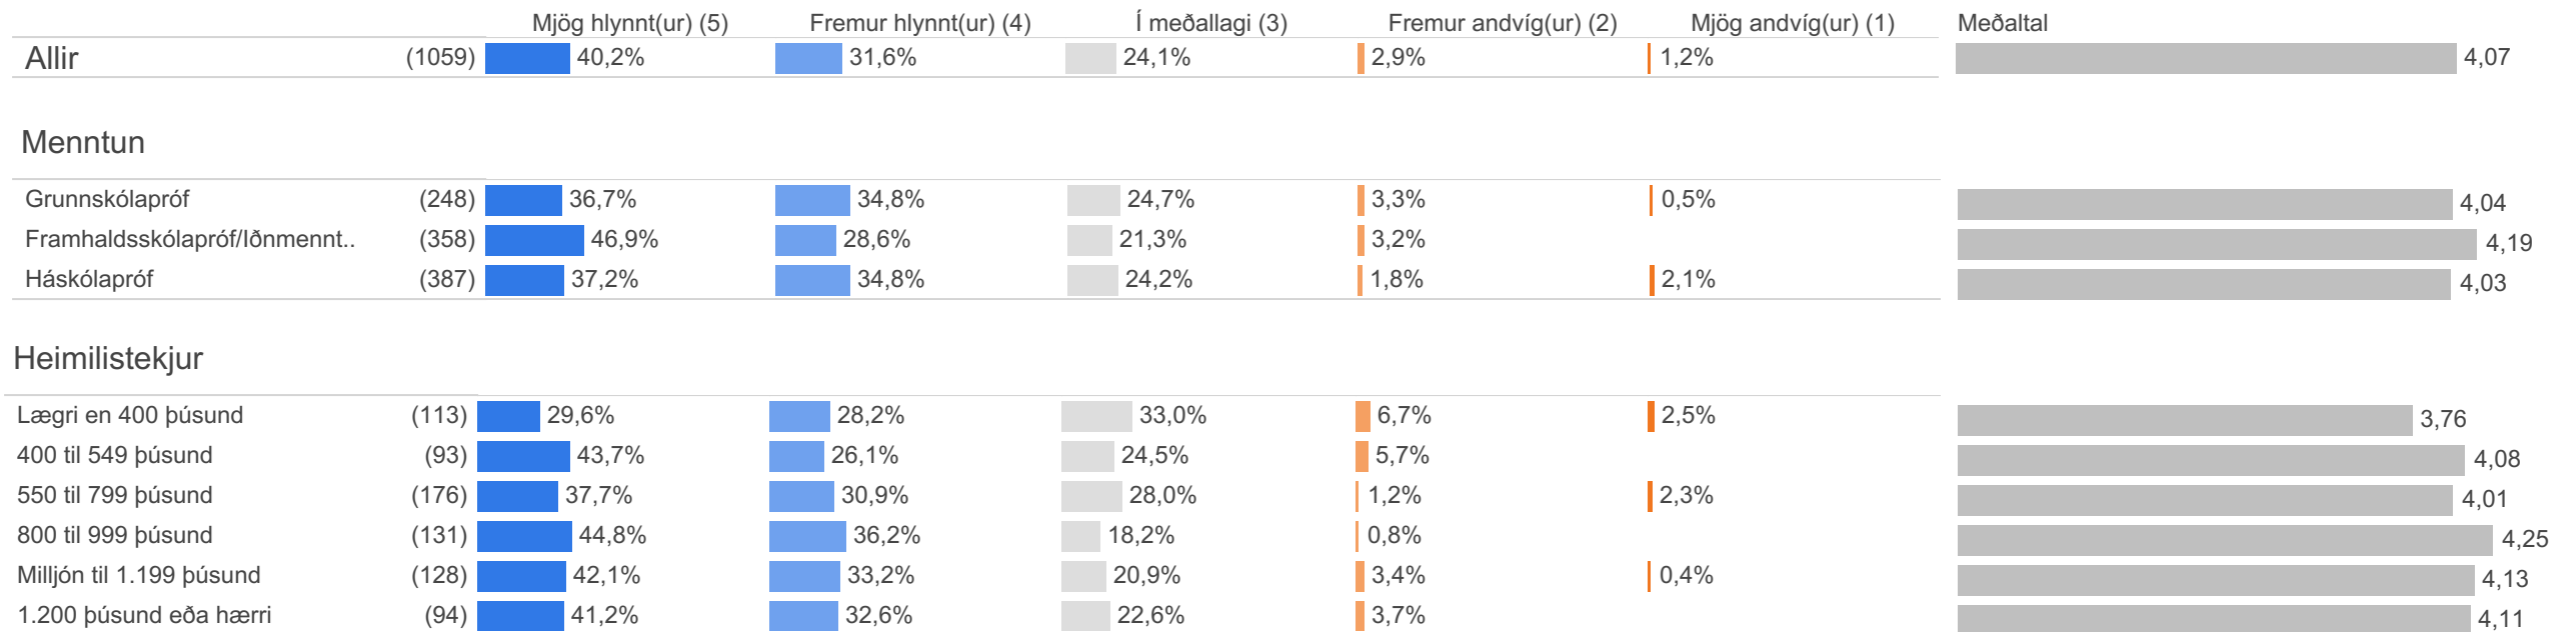 Mjög hlynnt(ur) (5) Fremur hlynnt(ur) (4) Í meðallagi (3) Fremur andvíg(ur) (2) Mjög andvíg(ur) (1) Meðaltal
Allir (1059) 40,2% 31,6% 24,1% 2,9% 1,2% 4,07
Menntun
Grunnskólapróf (248) 36,7% 34,8% 24,7% 3,3% 0,5% 4,04
Framhaldsskólapróf/Iðnmennt.. (358) 46,9% 28,6% 21,3% 3,2% 4,19
Háskólapróf (387) 37,2% 34,8% 24,2% 1,8% 2,1% 4,03
Heimilistekjur
Lægri en 400 þúsund (113) 29,6% 28,2% 33,0% 6,7% 2,5% 3,76
400 til 549 þúsund (93) 43,7% 26,1% 24,5% 5,7% 4,08
550 til 799 þúsund (176) 37,7% 30,9% 28,0% 1,2% 2,3% 4,01
800 til 999 þúsund (131) 44,8% 36,2% 18,2% 0,8% 4,25
Milljón til 1.199 þúsund (128) 42,1% 33,2% 20,9% 3,4% 0,4% 4,13
1.200 þúsund eða hærri (94) 41,2% 32,6% 22,6% 3,7% 4,11